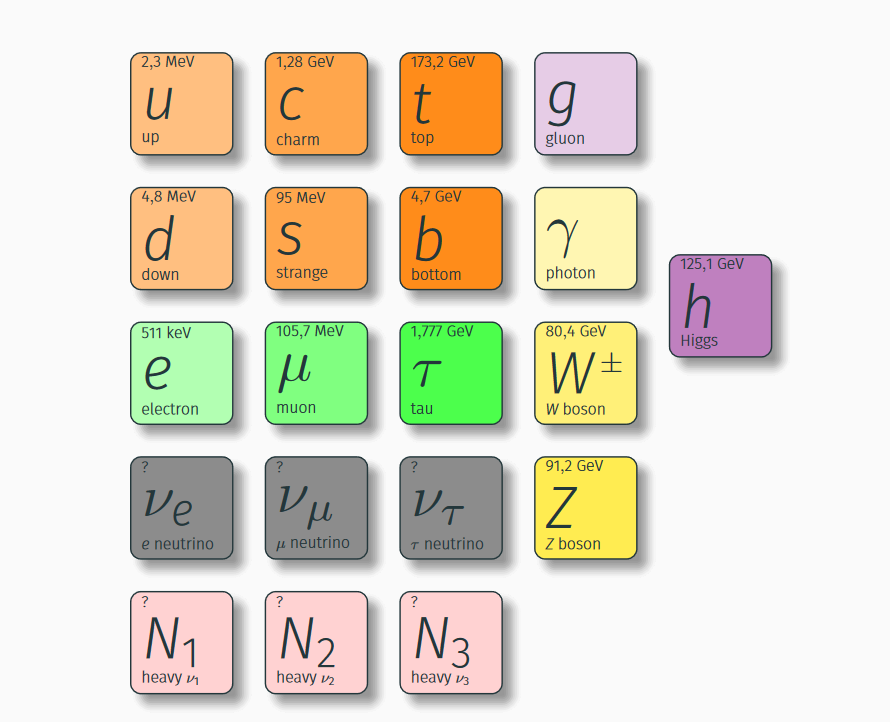 2,3 MeV
u
up
1,28 GeV
c
charm
173,2 GeV
t
top
g
gluon
4,8 MeV
d
down
95 MeV
s
strange
4,7 GeV
b
bottom
γ
photon
125,1 GeV
h
Higgs
511 keV
e
electron
105,7 MeV
μ
muon
1,777 GeV
τ
tau
80,4 GeV
W±
W boson
?
νe
e neutrino
?
νμ
μ neutrino
?
ντ
τ neutrino
91,2 GeV
Z
Z boson
?
N1
heavy ν1
?
N2
heavy ν2
?
N3
heavy ν3